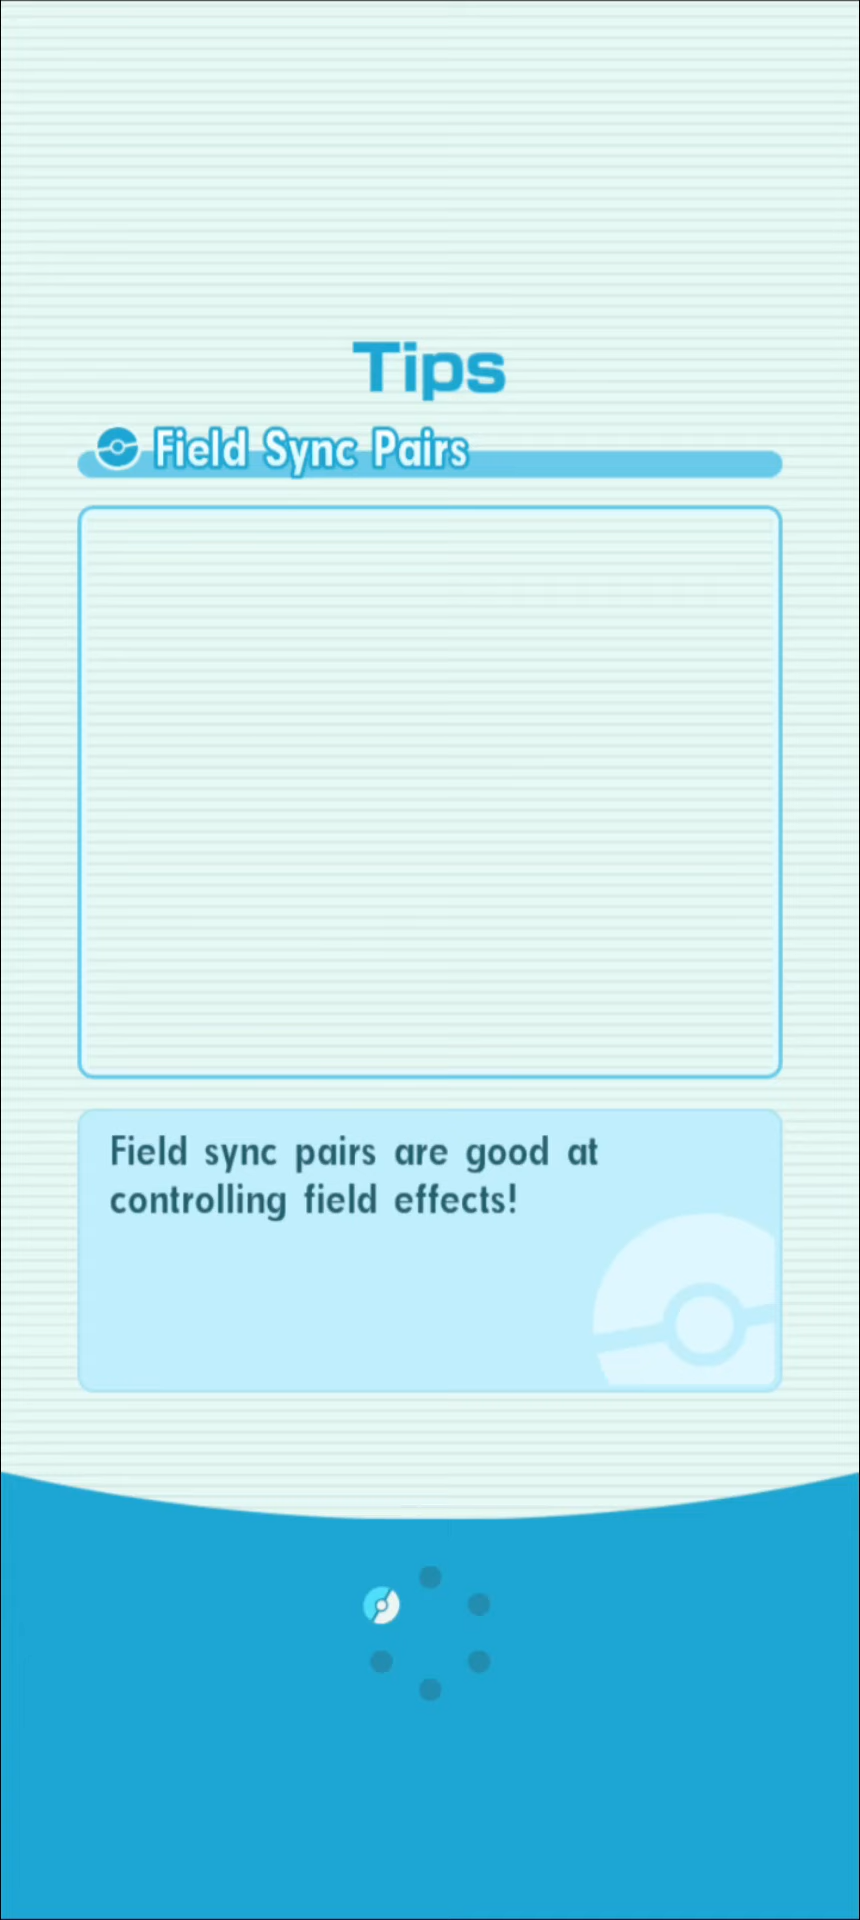 Tips
Field Sync Pairs
Field sync pairs are good at
controlling field effects!